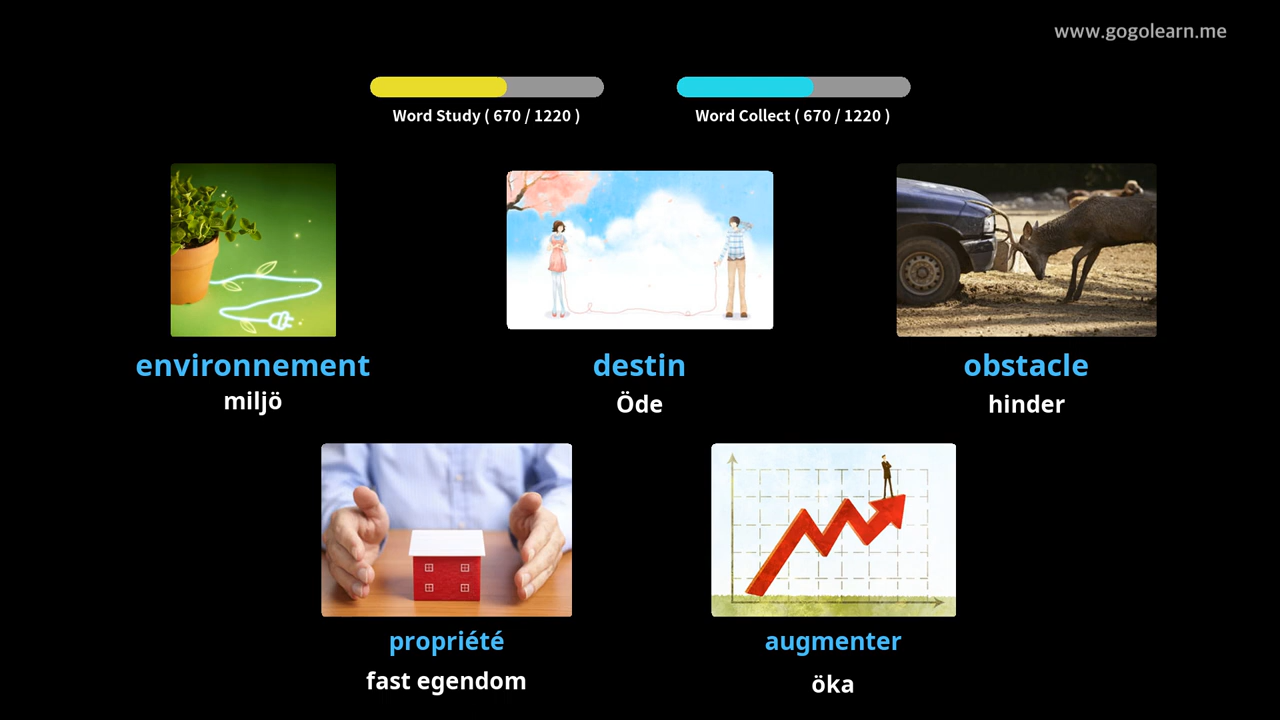 www.gogolearn.me
Word Study ( 670 / 1220 )
Word Collect ( 670 / 1220 )
environnement
miljö
destin
Öde
obstacle
hinder
propriété
fast egendom
augmenter
öka